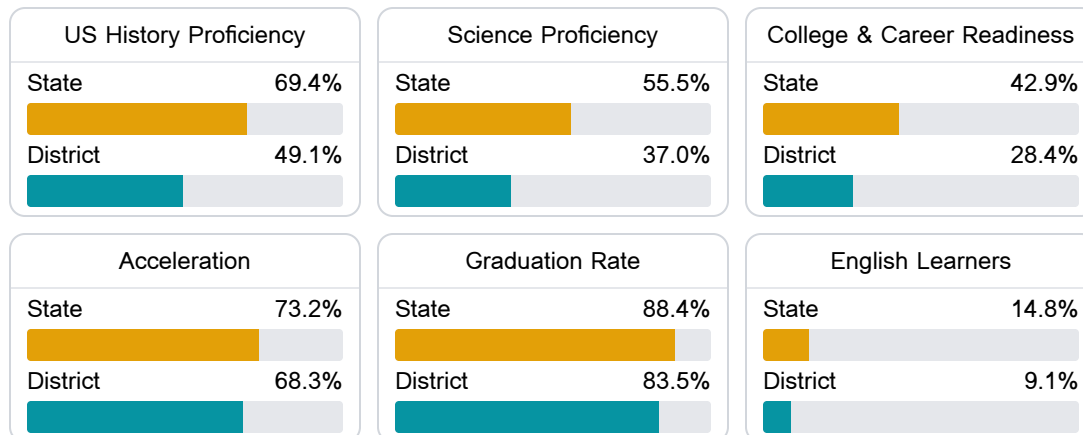 US History Proficiency
State 69.4%
District 49.1%
Science Proficiency
State 55.5%
District 37.0%
College & Career Readiness
State 42.9%
District 28.4%
Acceleration
State 73.2%
District 68.3%
Graduation Rate
State 88.4%
District 83.5%
English Learners
State 14.8%
District 9.1%